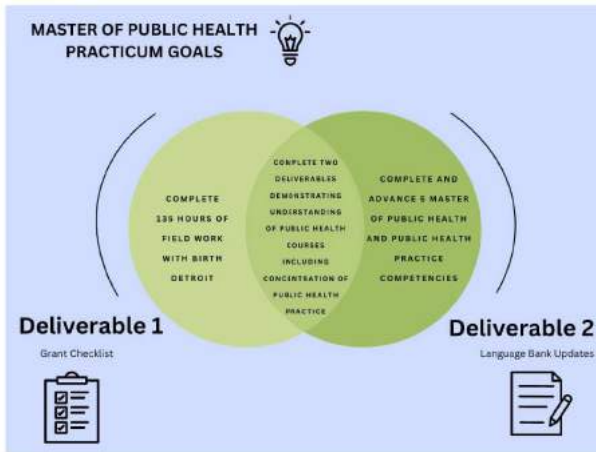 MASTER OF PUBLIC HEALTH
PRACTICUM GOALS
COMPLETE
135 HOURS OF
FIELD WORK
WITH BIRTH
DETROIT
COMPLETE TWO
DELIVERABLES
DEMONSTRATING
UNDERSTANDING
OF PUBLIC HEALTH
COURSES
INCLUDING
CONCENTRATION OF
PUBLIC HEALTH
PRACTICE
COMPLETE AND
ADVANCE 5 MASTER
OF PUBLIC HEALTH
AND PUBLIC HEALTH
PRACTICE
COMPETENCIES
Deliverable 1
Grant Checklist
Deliverable 2
Language Bank Updates